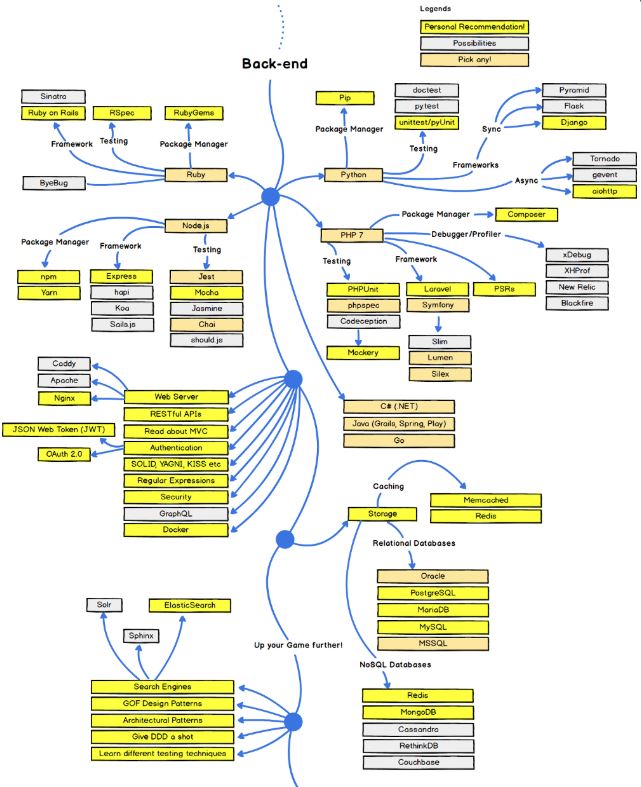 Legends
Personal Recommendation!
Possibilities
Pick any!
Back-end
Sinatra
Ruby on Rails
RSpec
RubyGems
Framework
Testing
Package Manager
ByeBug
Ruby
Pip
Package Manager
doctest
pytest
unittest/pyUnit
Testing
Python
Pyramid
Flask
Django
Sync
Frameworks
Async
Tornado
gevent
aiohttp
Node.js
Package Manager
Framework
Testing
npm
Yarn
Express
hapi
Koa
Sails.js
Jest
Mocha
Jasmine
Chai
should.js
PHP 7
Package Manager
Composer
Debugger/Profiler
xDebug
XHProf
New Relic
Blackfire
Testing
Framework
PHPUnit
phpspec
Codeception
Mockery
Laravel
Symfony
Slim
Lumen
Silex
PSRs
Caddy
Apache
Nginx
JSON Web Token (JWT)
OAuth 2.0
Web Server
RESTful APIs
Read about MVC
Authentication
SOLID, YAGNI, KISS etc
Regular Expressions
Security
GraphQL
Docker
C# (.NET)
Java (Grails, Spring, Play)
Go
Caching
Storage
Memcached
Redis
Relational Databases
Oracle
PostgreSQL
MariaDB
MySQL
MSSQL
Up your Game further!
NoSQL Databases
Redis
MongoDB
Cassandra
RethinkDB
Couchbase
Solr
Sphinx
ElasticSearch
Search Engines
GOF Design Patterns
Architectural Patterns
Give DDD a shot
Learn different testing techniques